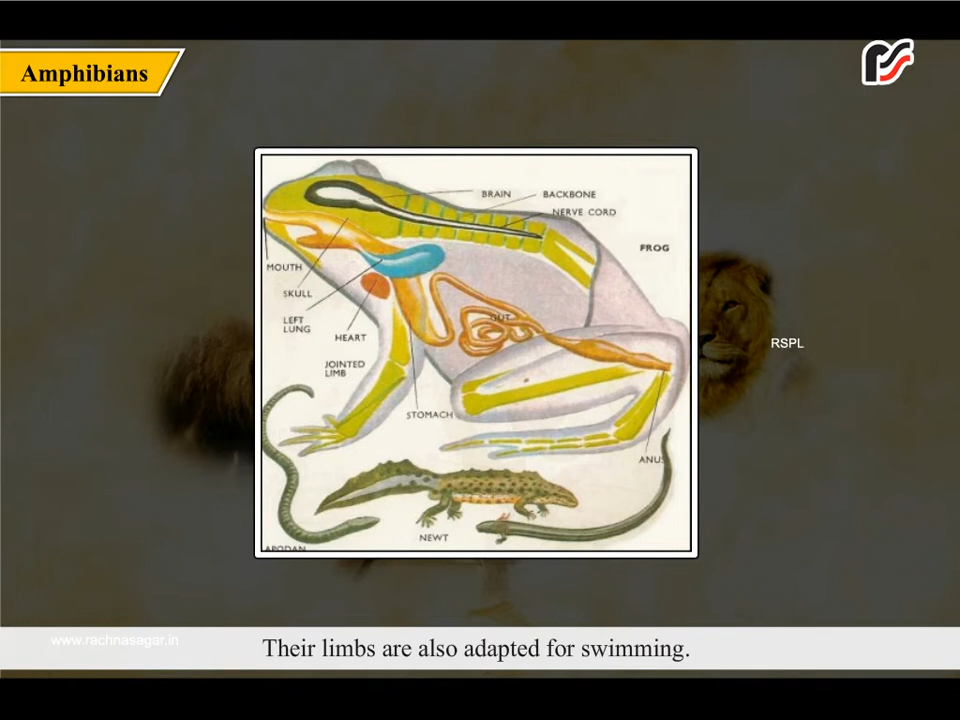 Amphibians
BRAIN
BACKBONE
NERVE CORD
FROG
MOUTH
SKULL
LEFT
LUNG
HEART
GUT
RSPL
JOINTED
LIMB
STOMACH
ANUS
NEWT
APODAN
www.rachnasagar.in
Their limbs are also adapted for swimming.